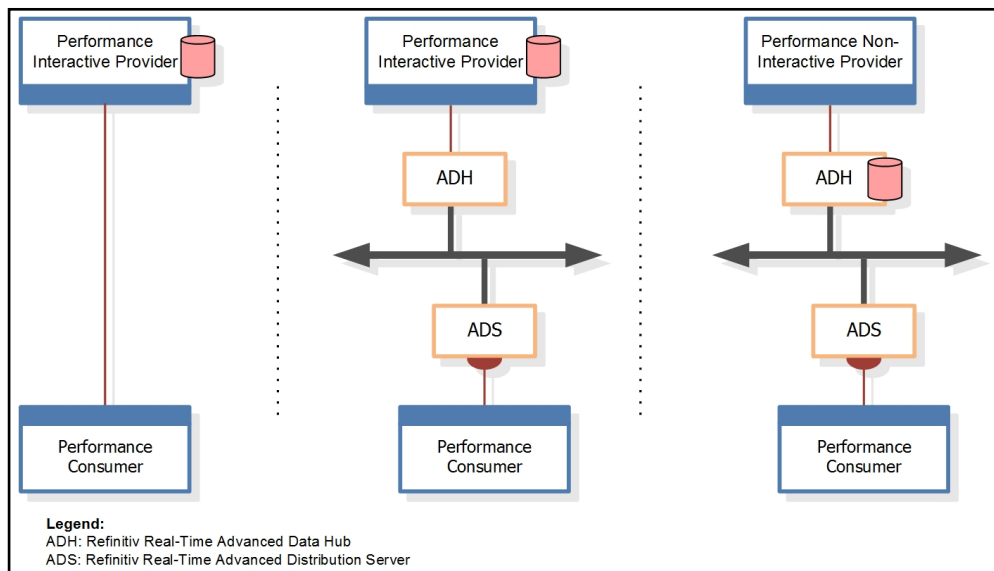 Performance
Interactive Provider
Performance
Interactive Provider
Performance Non-
Interactive Provider
ADH
ADH
ADS
ADS
Performance
Consumer
Performance
Consumer
Performance
Consumer
Legend:
ADH: Refinitiv Real-Time Advanced Data Hub
ADS: Refinitiv Real-Time Advanced Distribution Server